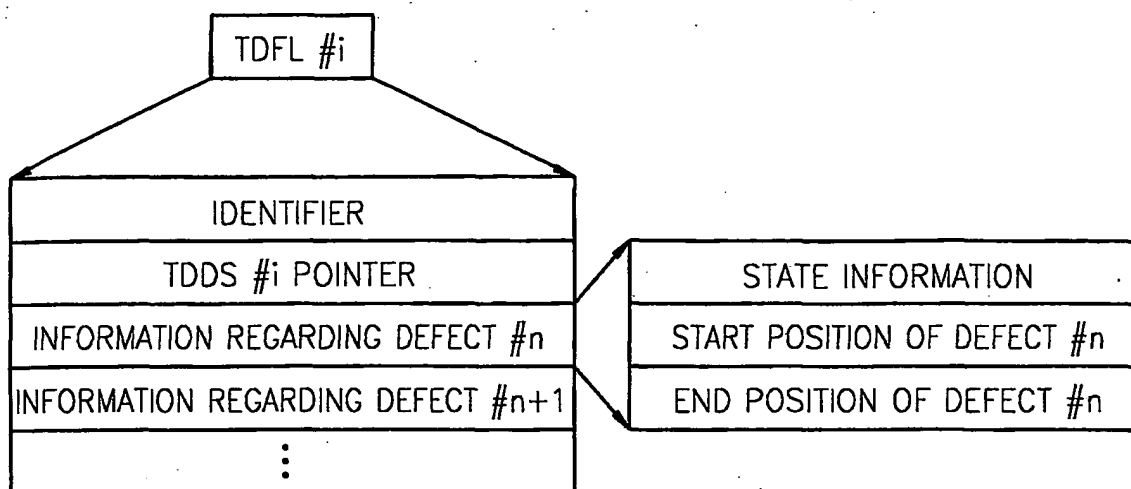 TDFL #i
IDENTIFIER
TDDS #i POINTER
INFORMATION REGARDING DEFECT #n
INFORMATION REGARDING DEFECT #n+1
⋮
STATE INFORMATION
START POSITION OF DEFECT #n
END POSITION OF DEFECT #n